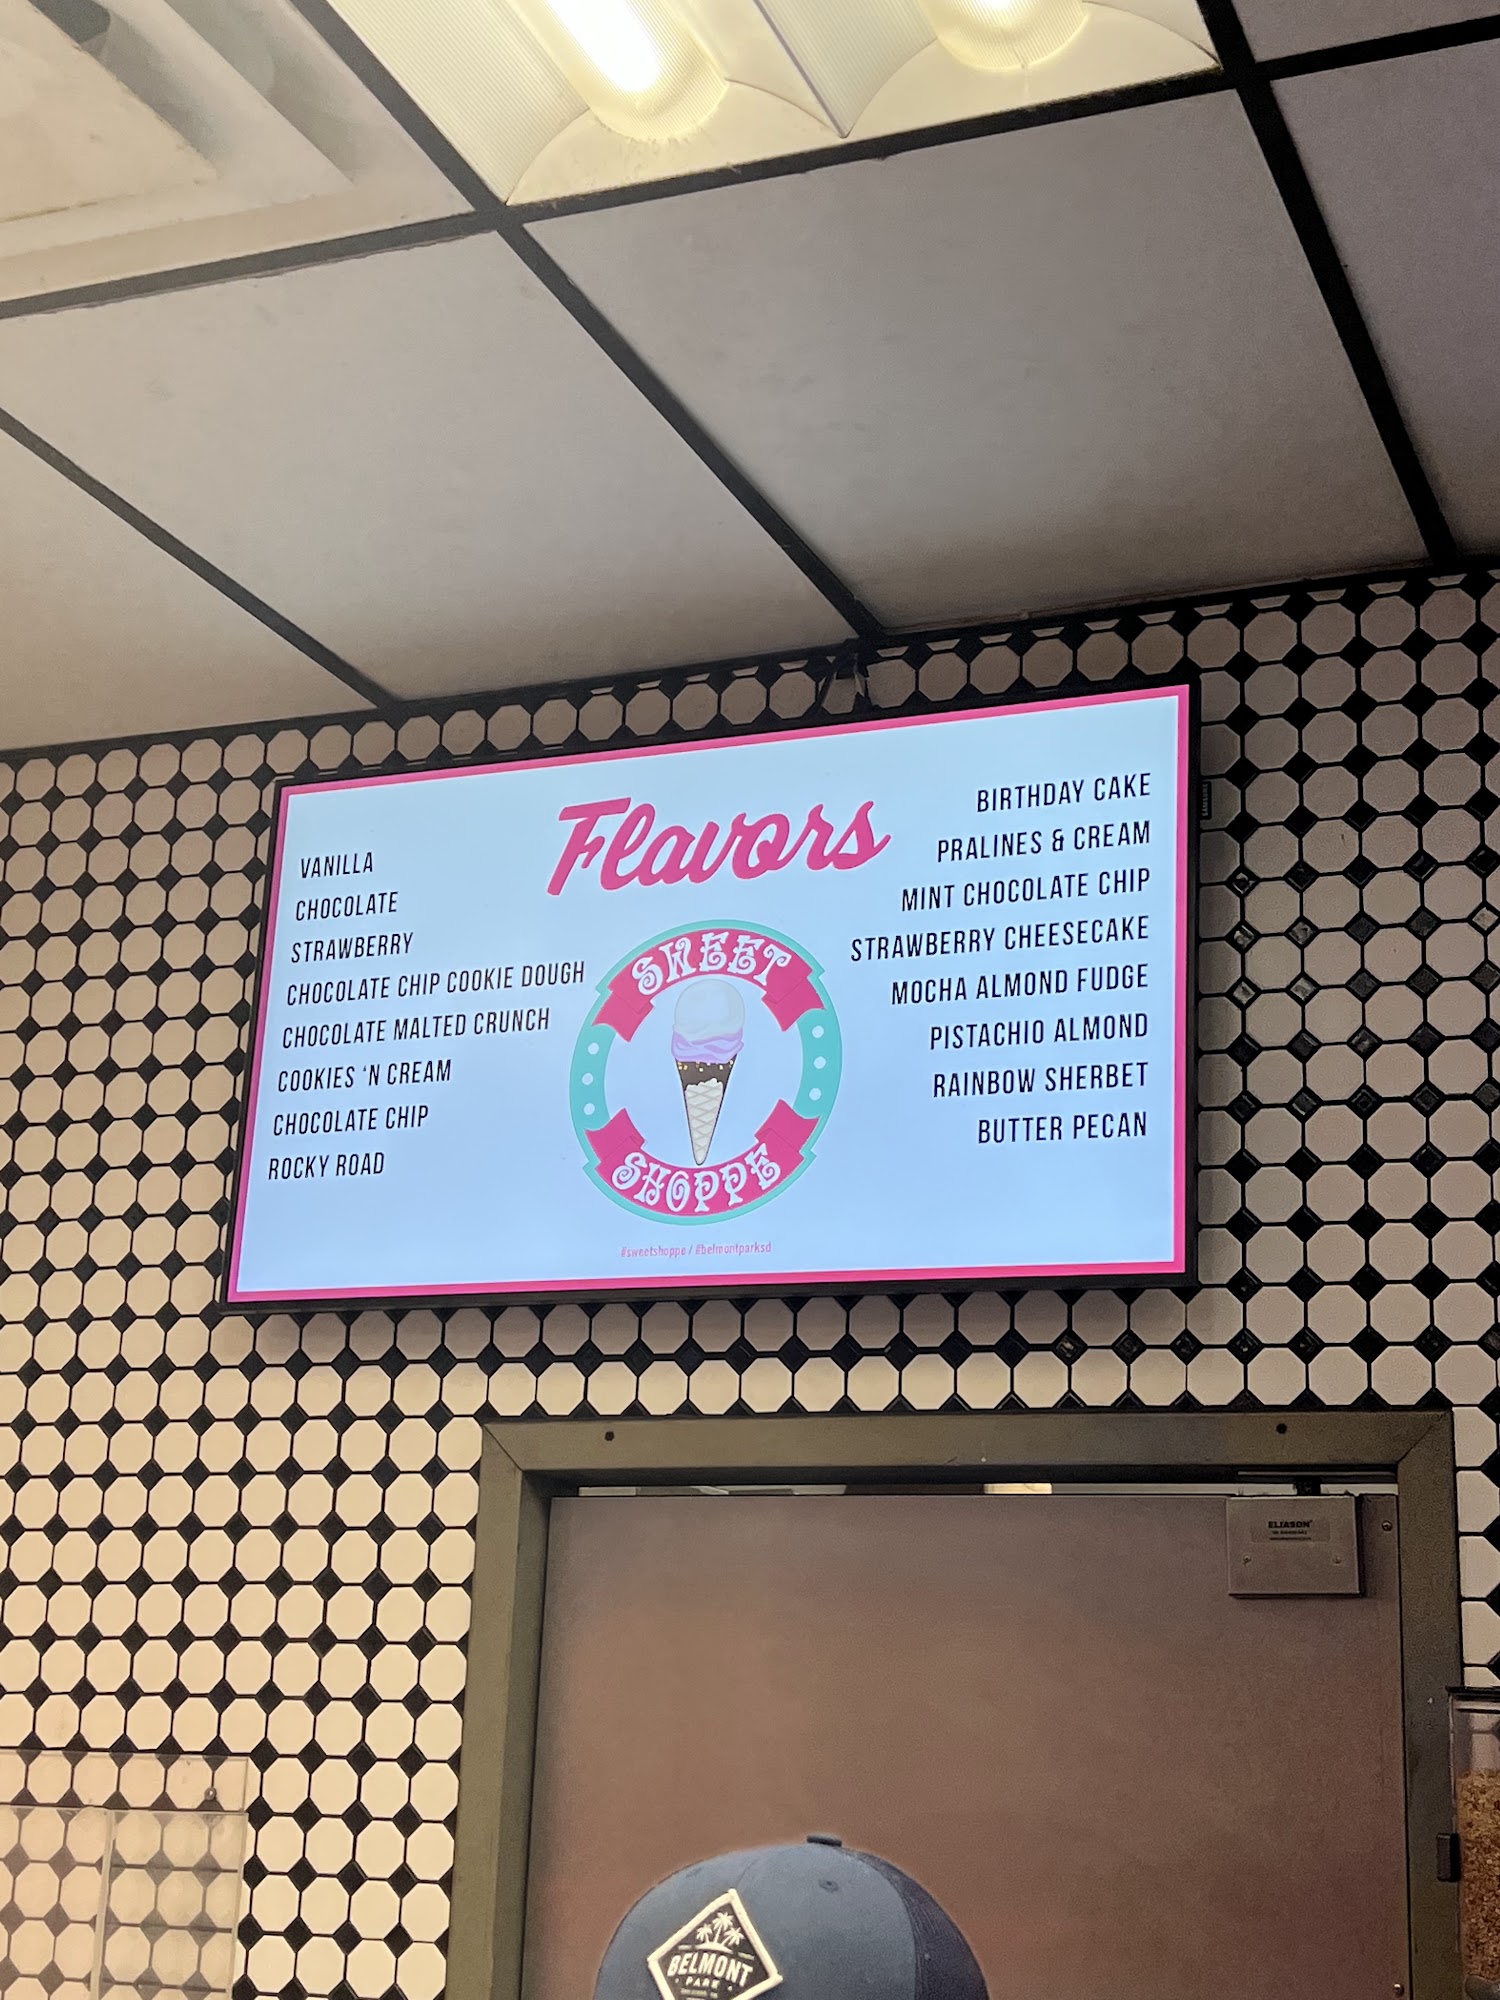 Flavors
VANILLA
CHOCOLATE
STRAWBERRY
CHOCOLATE CHIP COOKIE DOUGH
CHOCOLATE MALTED CRUNCH
COOKIES ‘N CREAM
CHOCOLATE CHIP
ROCKY ROAD
SWEET
SHOPPE
#sweetshoppe / #belmontparksd
BIRTHDAY CAKE
PRALINES & CREAM
MINT CHOCOLATE CHIP
STRAWBERRY CHEESECAKE
MOCHA ALMOND FUDGE
PISTACHIO ALMOND
RAINBOW SHERBET
BUTTER PECAN
SAMSUNG
ELIASON
BELMONT
PARK